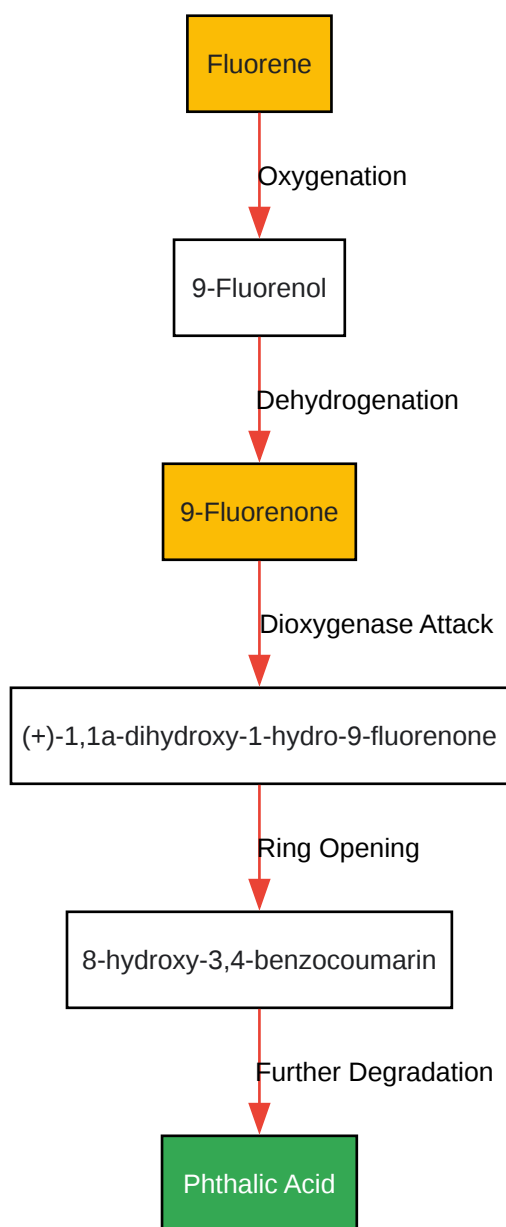 Fluorene
Oxygenation
9-Fluorenol
Dehydrogenation
9-Fluorenone
Dioxygenase Attack
(+)-1,1a-dihydroxy-1-hydro-9-fluorenone
Ring Opening
8-hydroxy-3,4-benzocoumarin
Further Degradation
Phthalic Acid